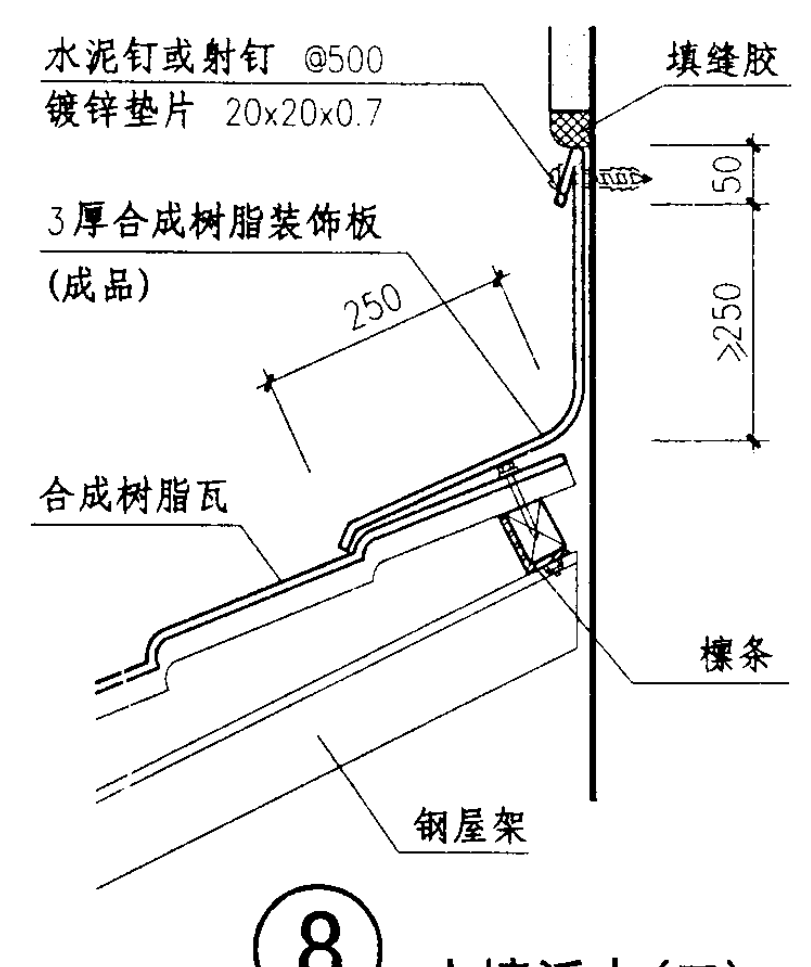 水泥钉或射钉 @500
镀锌垫片 20x20x0.7
填缝胶
50
3厚合成树脂装饰板
(成品)
250
≥250
合成树脂瓦
檩条
钢屋架
8